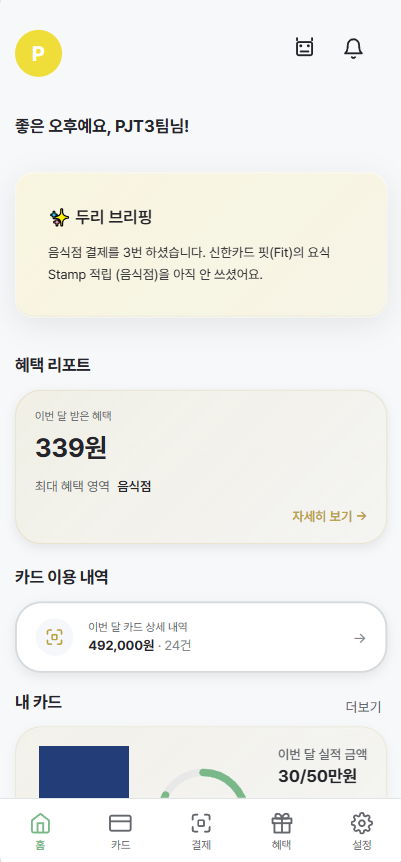 P
좋은 오후예요, PJT3팀님!
✨ 두리 브리핑
음식점 결제를 3번 하셨습니다. 신한카드 핏(Fit)의 요식
Stamp 적립 (음식점)을 아직 안 쓰셨어요.
혜택 리포트
이번 달 받은 혜택
339원
최대 혜택 영역 음식점
자세히 보기 →
카드 이용 내역
이번 달 카드 상세 내역
492,000원 · 24건
→
내 카드
더보기
이번 달 실적 금액
30/50만원
홈
카드
결제
혜택
설정